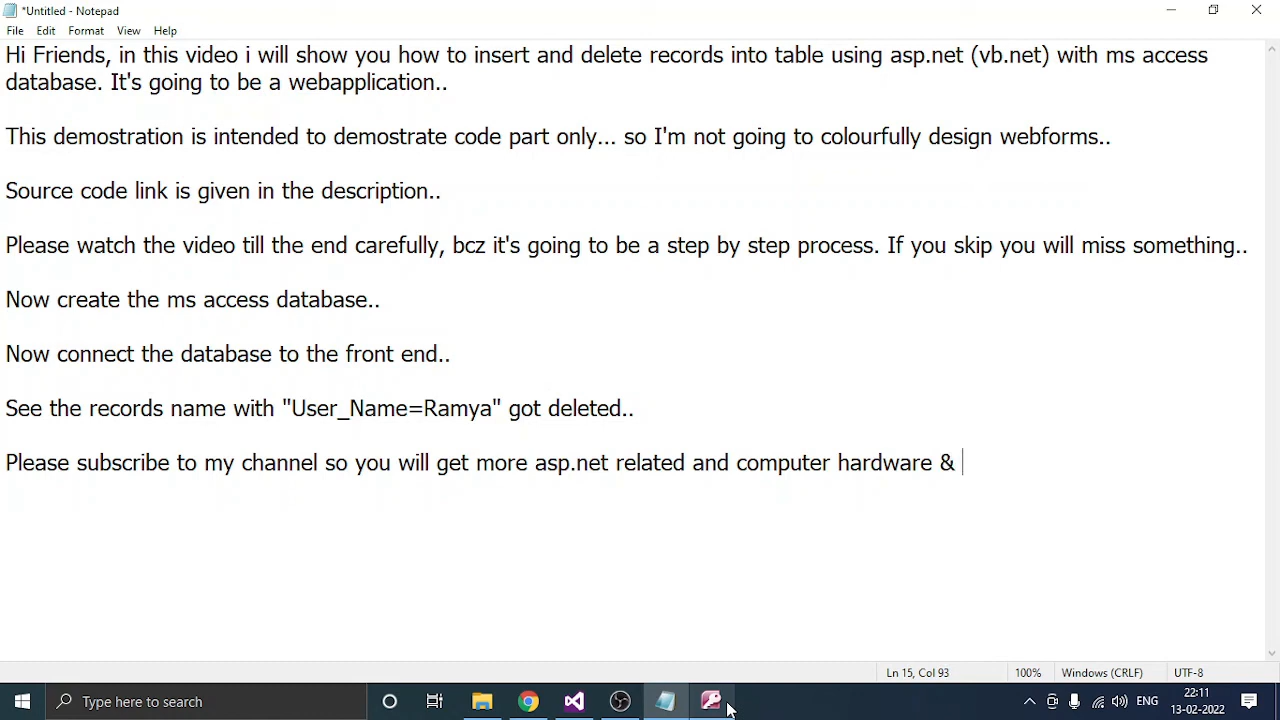 *Untitled - Notepad
File Edit Format View Help
Hi Friends, in this video i will show you how to insert and delete records into table using asp.net (vb.net) with ms access
database. It's going to be a webapplication..
This demostration is intended to demostrate code part only... so I'm not going to colourfully design webforms..
Source code link is given in the description..
Please watch the video till the end carefully, bcz it's going to be a step by step process. If you skip you will miss something..
Now create the ms access database..
Now connect the database to the front end..
See the records name with "User_Name=Ramya" got deleted..
Please subscribe to my channel so you will get more asp.net related and computer hardware &
Ln 15, Col 93 100% Windows (CRLF) UTF-8
Type here to search
ENG
22:11
13-02-2022